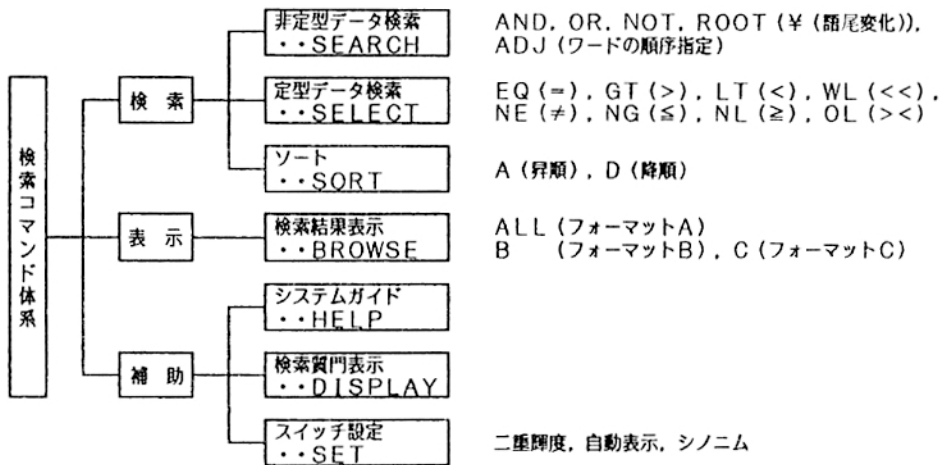 検索コマンド体系
検 索
非定型データ検索
・・SEARCH
AND, OR, NOT, ROOT (¥ (語尾変化)),
ADJ (ワードの順序指定)
定型データ検索
・・SELECT
EQ (=), GT (>), LT (<), WL (<<),
NE (≠), NG (≦), NL (≧), OL (><)
ソート
・・SORT
A (昇順), D (降順)
表 示
検索結果表示
・・BROWSE
ALL (フォーマットA)
B (フォーマットB), C (フォーマットC)
補 助
システムガイド
・・HELP
検索質門表示
・・DISPLAY
スイッチ設定
・・SET
二重輝度, 自動表示, シノニム